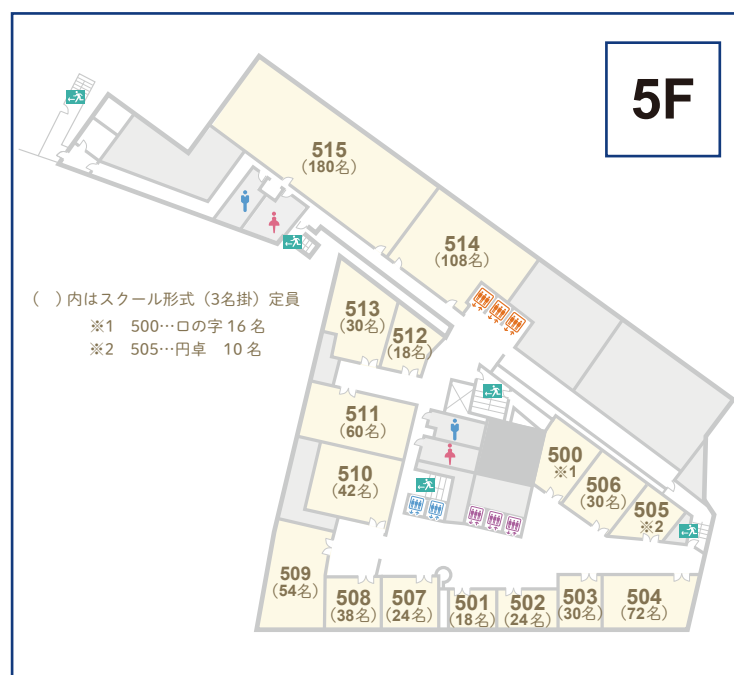 5F
515
(180名)
514
(108名)
( )内はスクール形式(3名掛)定員
※1 500…ロの字 16 名
※2 505…円卓 10 名
513
(30名)
512
(18名)
511
(60名)
510
(42名)
500
※1
506
(30名)
505
※2
509
(54名)
508
(38名)
507
(24名)
501
(18名)
502
(24名)
503
(30名)
504
(72名)